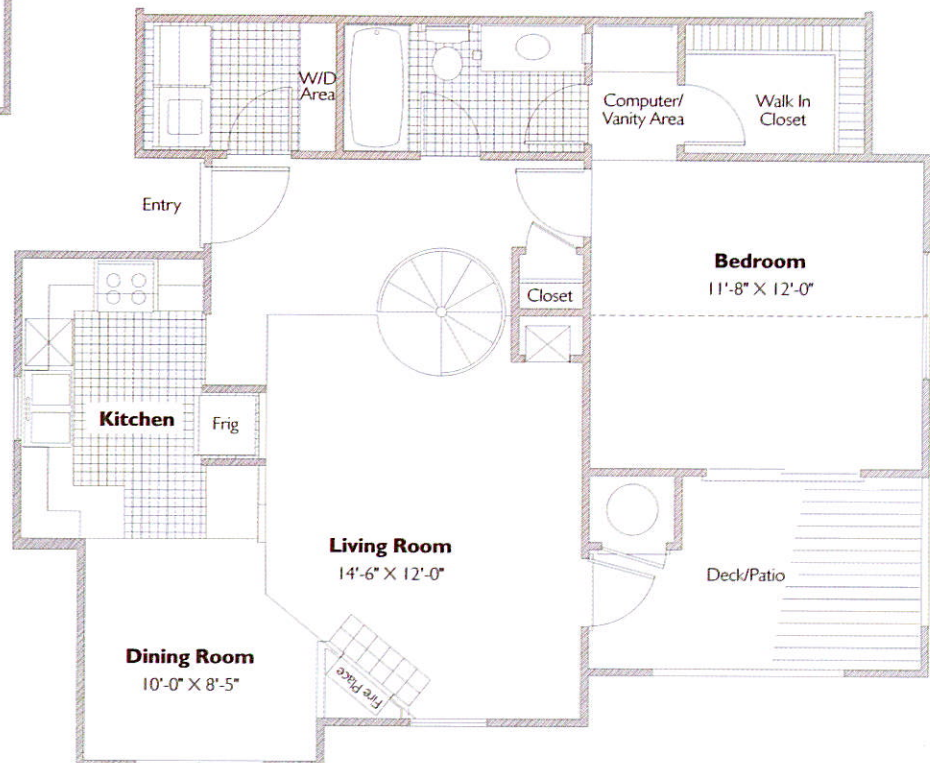 W/D
Area
Computer/
Vanity Area
Walk In
Closet
Entry
Bedroom
11'-8" X 12'-0"
Closet
Kitchen
Frig
Living Room
14'-6" X 12'-0"
Deck/Patio
Dining Room
10'-0" X 8'-5"
Fire Place